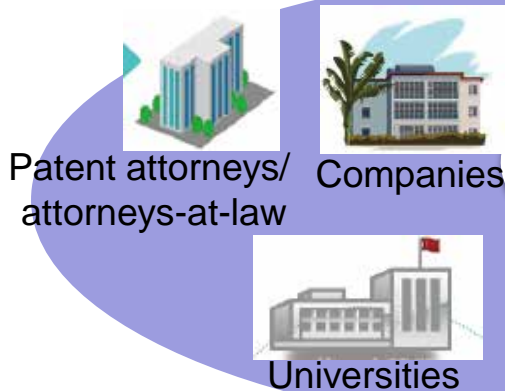 Patent attorneys/
attorneys-at-law
Companies
Universities